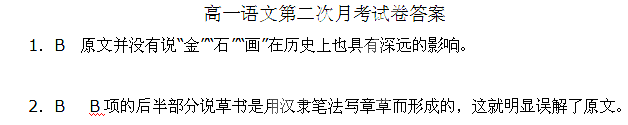 高一语文第二次月考试卷答案
1. B 原文并没有说“金”“石”“画”在历史上也具有深远的影响。
2. B B项的后半部分说草书是用汉隶笔法写章草而形成的，这就明显误解了原文。